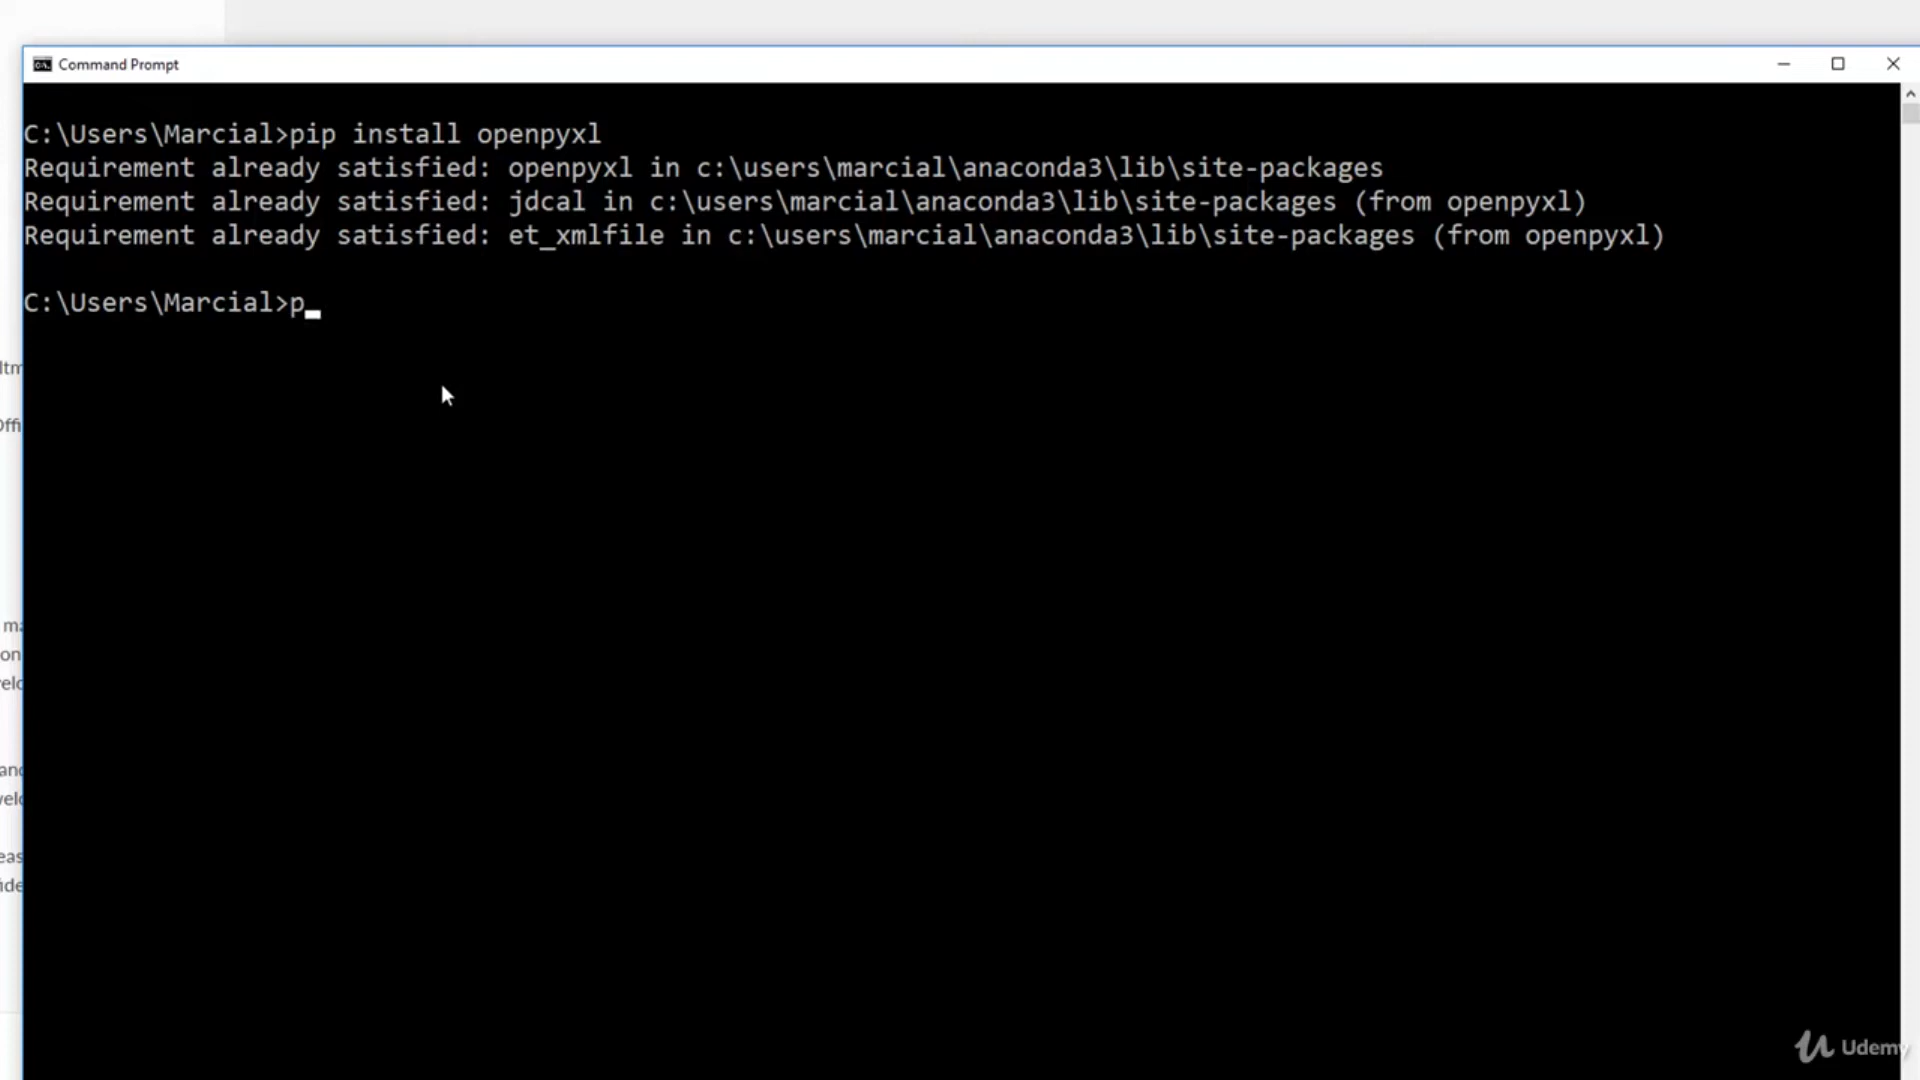 Command Prompt
C:\Users\Marcial>pip install openpyxl
Requirement already satisfied: openpyxl in c:\users\marcial\anaconda3\lib\site-packages
Requirement already satisfied: jdcal in c:\users\marcial\anaconda3\lib\site-packages (from openpyxl)
Requirement already satisfied: et_xmlfile in c:\users\marcial\anaconda3\lib\site-packages (from openpyxl)
C:\Users\Marcial>p_
Udemy